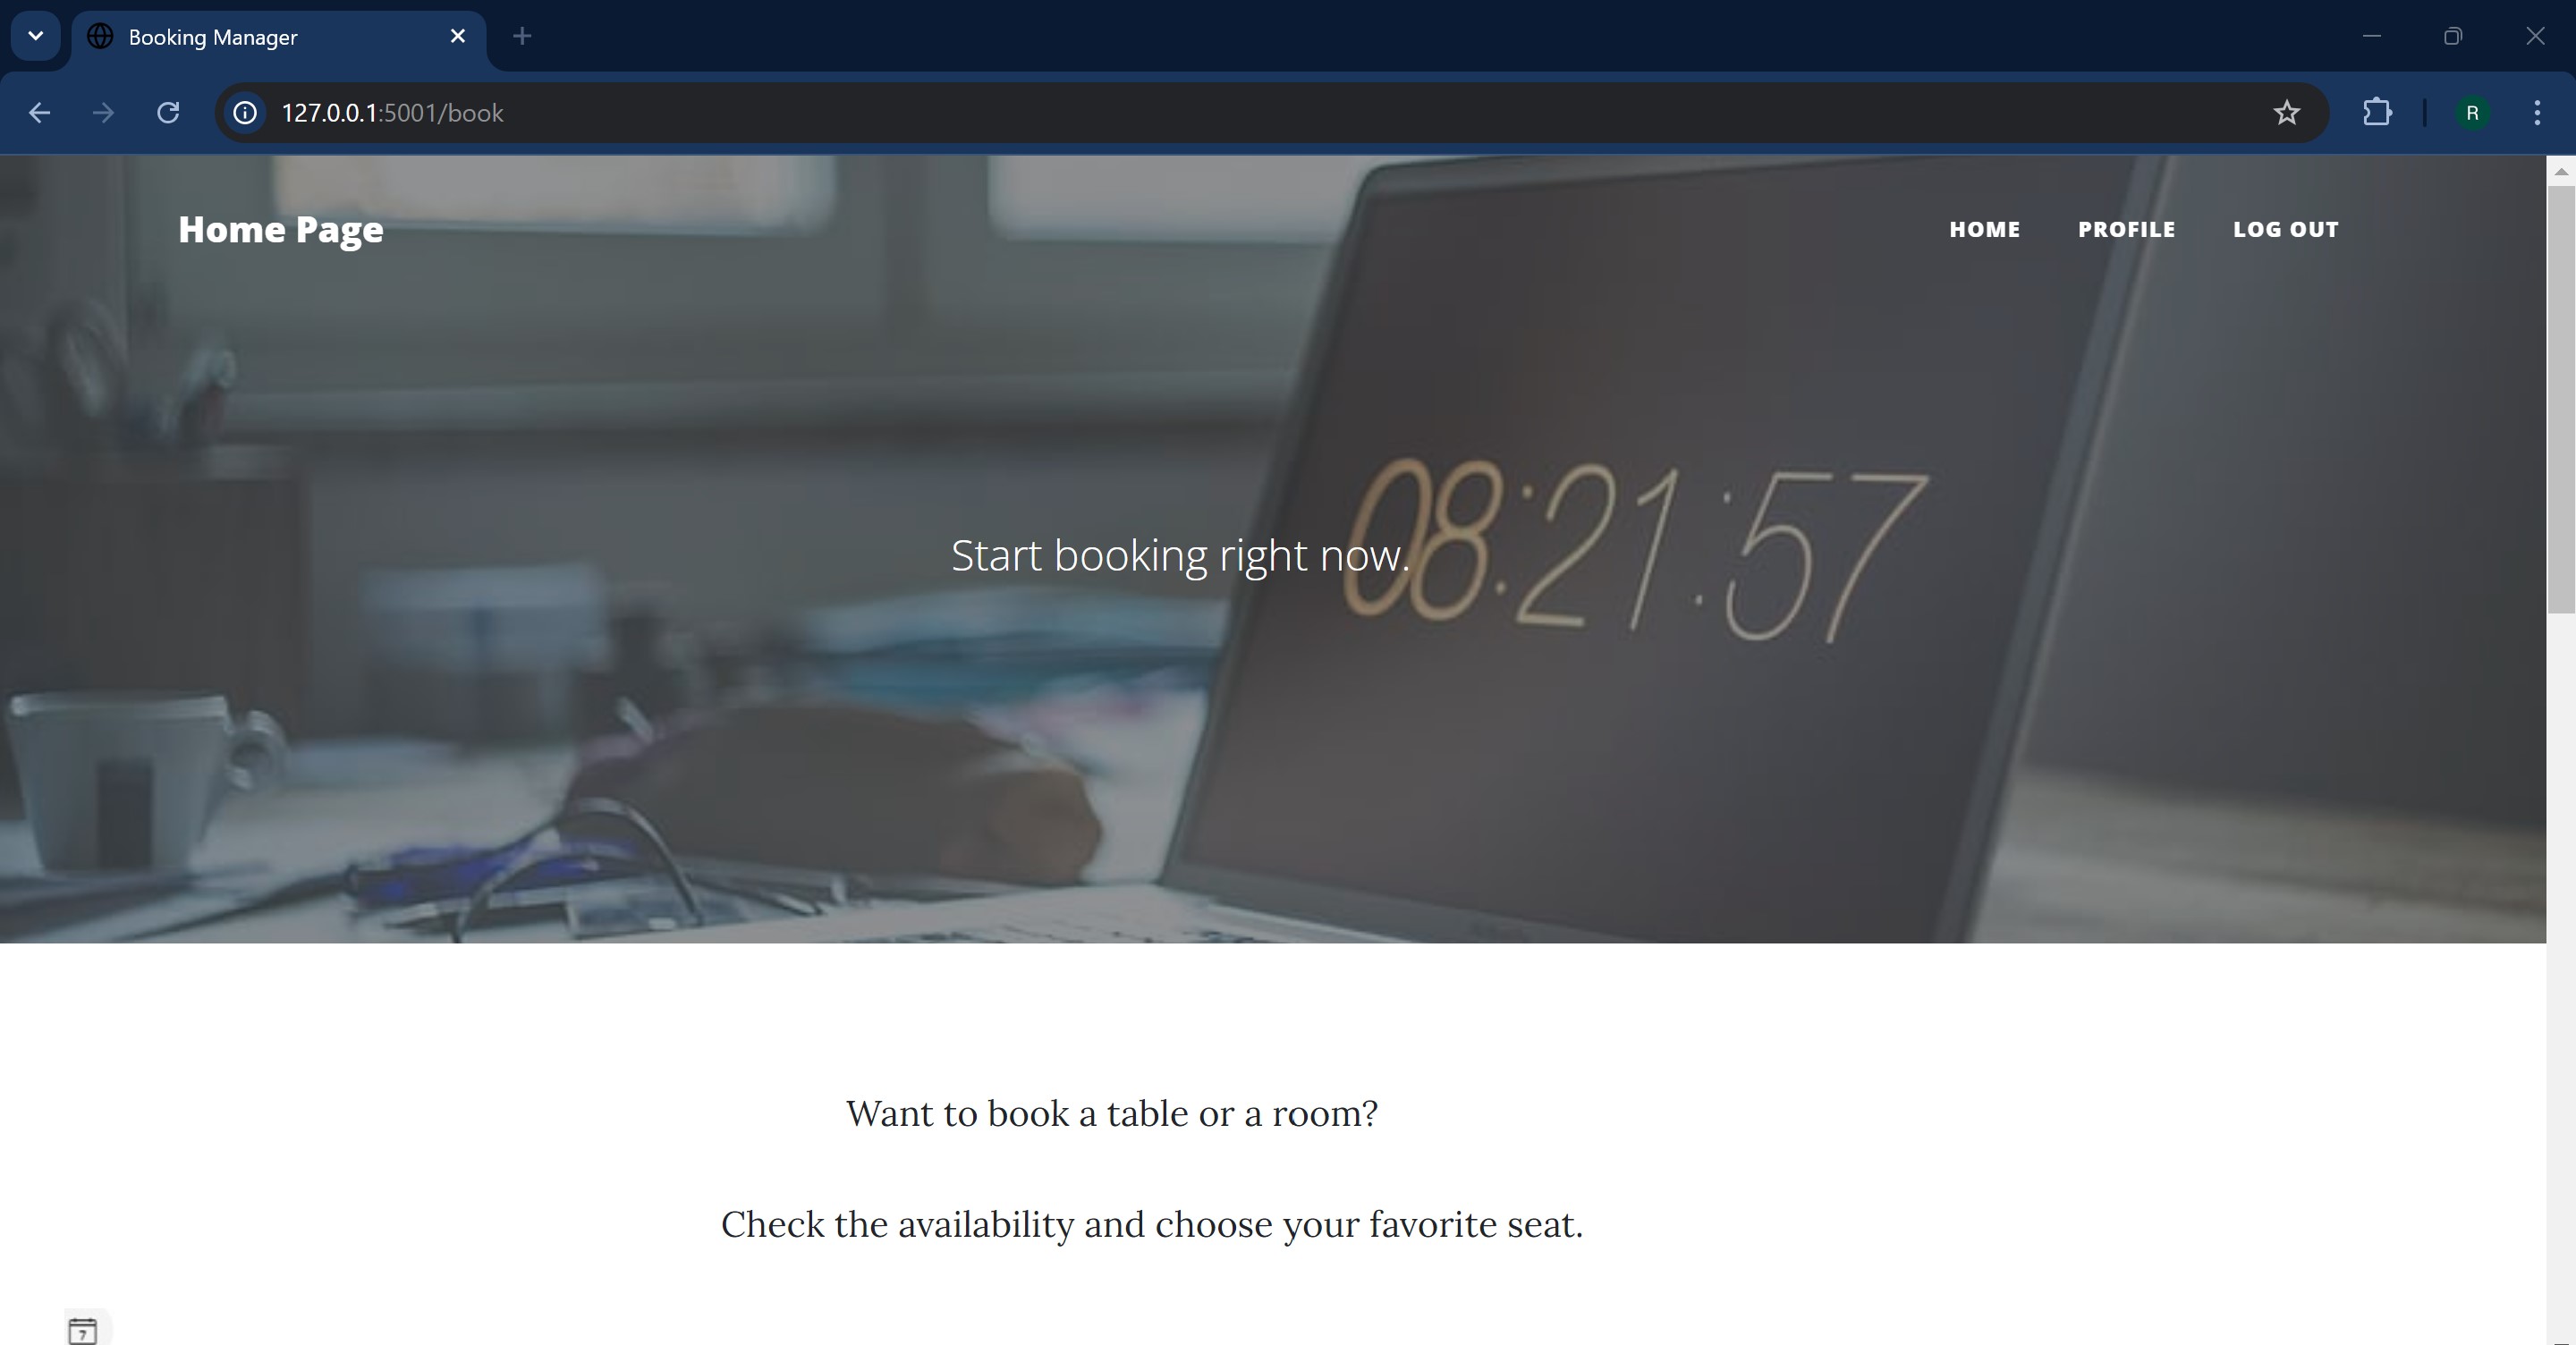 Booking Manager
127.0.0.1:5001/book
R
Home Page
HOME PROFILE LOG OUT
08:21:57
Start booking right now.
Want to book a table or a room?
Check the availability and choose your favorite seat.
7